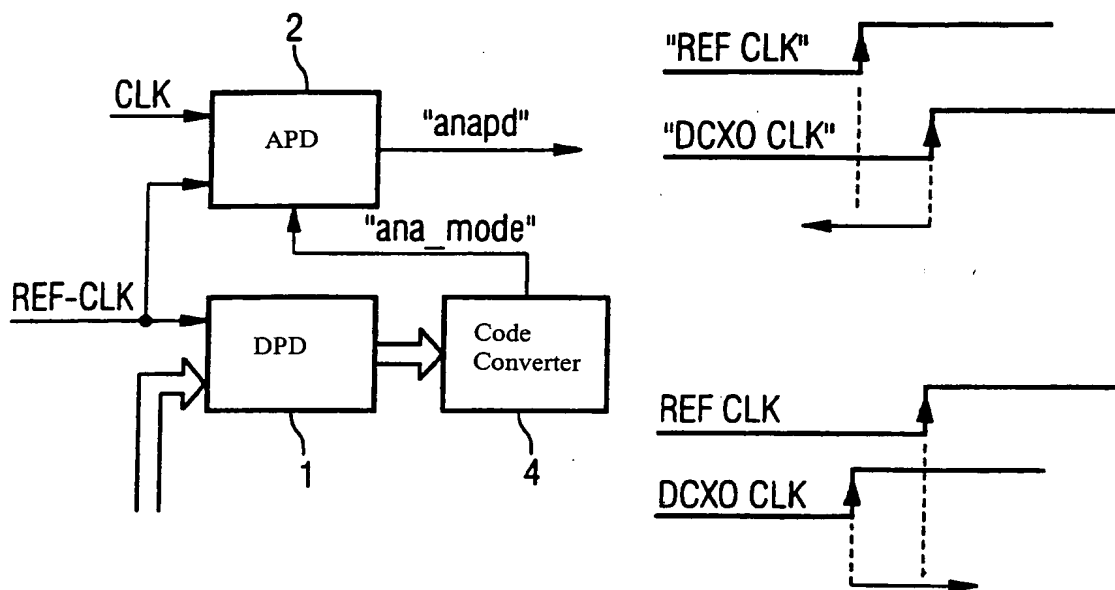 2
CLK
APD
"anapd"
"ana_mode"
REF-CLK
DPD
Code
Converter
1
4
"REF CLK"
"DCXO CLK"
REF CLK
DCXO CLK